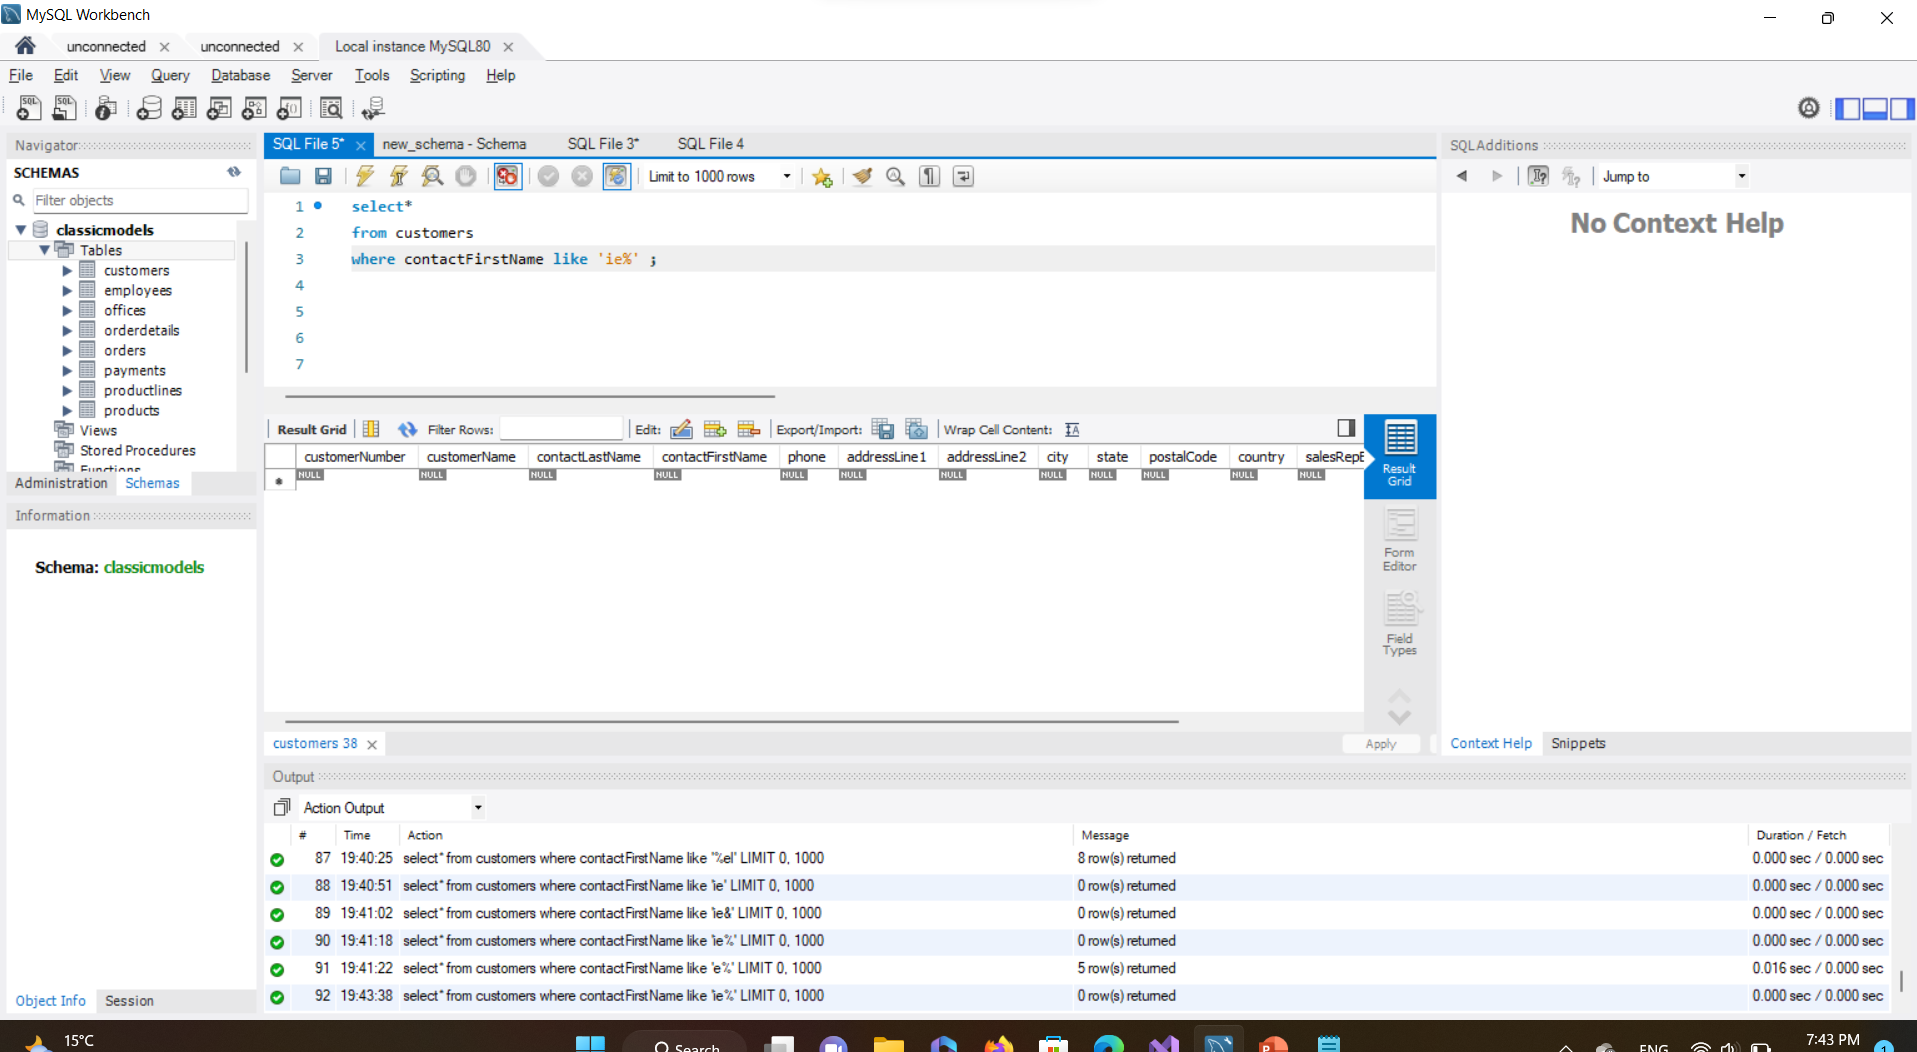 MySQL Workbench
unconnected
unconnected
Local instance MySQL80
File Edit View Query Database Server Tools Scripting Help
Navigator
SCHEMAS
Filter objects
classicmodels
Tables
customers
employees
offices
orderdetails
orders
payments
productlines
products
Views
Stored Procedures
Functions
Administration Schemas
Information
Schema: classicmodels
Object Info Session
SQL File 5* new_schema - Schema SQL File 3* SQL File 4
Limit to 1000 rows
1 select*
2 from customers
3 where contactFirstName like 'ie%' ;
4
5
6
7
Result Grid Filter Rows: Edit: Export/Import: Wrap Cell Content:
customerNumber customerName contactLastName contactFirstName phone addressLine1 addressLine2 city state postalCode country salesRepE
NULL NULL NULL NULL NULL NULL NULL NULL NULL NULL NULL NULL
Result
Grid
Form
Editor
Field
Types
customers 38
Apply
SQLAdditions
Jump to
No Context Help
Context Help Snippets
Output
Action Output
# Time Action Message Duration / Fetch
87 19:40:25 select* from customers where contactFirstName like '%el' LIMIT 0, 1000 8 row(s) returned 0.000 sec / 0.000 sec
88 19:40:51 select* from customers where contactFirstName like 'ie' LIMIT 0, 1000 0 row(s) returned 0.000 sec / 0.000 sec
89 19:41:02 select* from customers where contactFirstName like 'ie&' LIMIT 0, 1000 0 row(s) returned 0.000 sec / 0.000 sec
90 19:41:18 select* from customers where contactFirstName like 'ie%' LIMIT 0, 1000 0 row(s) returned 0.000 sec / 0.000 sec
91 19:41:22 select* from customers where contactFirstName like 'e%' LIMIT 0, 1000 5 row(s) returned 0.016 sec / 0.000 sec
92 19:43:38 select* from customers where contactFirstName like 'ie%' LIMIT 0, 1000 0 row(s) returned 0.000 sec / 0.000 sec
15°C
Search
ENG
7:43 PM
1